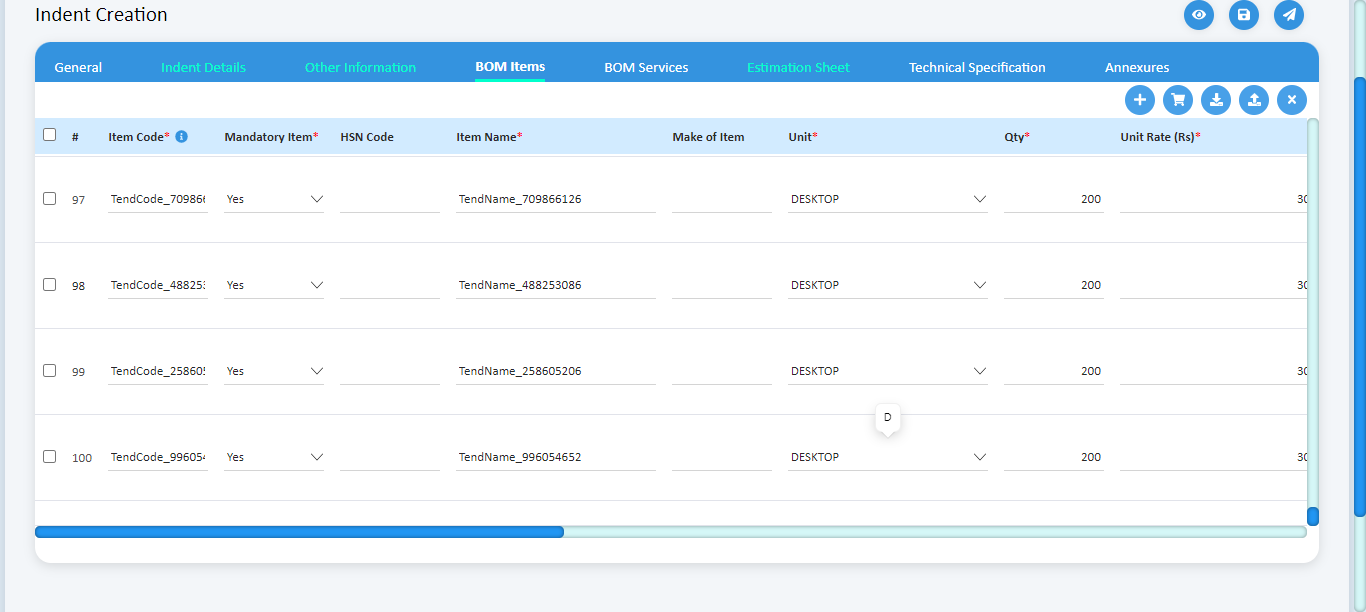 Indent Creation
General Indent Details Other Information BOM Items BOM Services Estimation Sheet Technical Specification Annexures
# Item Code* Mandatory Item* HSN Code Item Name* Make of Item Unit* Qty* Unit Rate (Rs)*
97 TendCode_70986 Yes TendName_709866126 DESKTOP 200 30
98 TendCode_48825 Yes TendName_488253086 DESKTOP 200 30
99 TendCode_25860 Yes TendName_258605206 DESKTOP 200 30
D
100 TendCode_99605 Yes TendName_996054652 DESKTOP 200 30